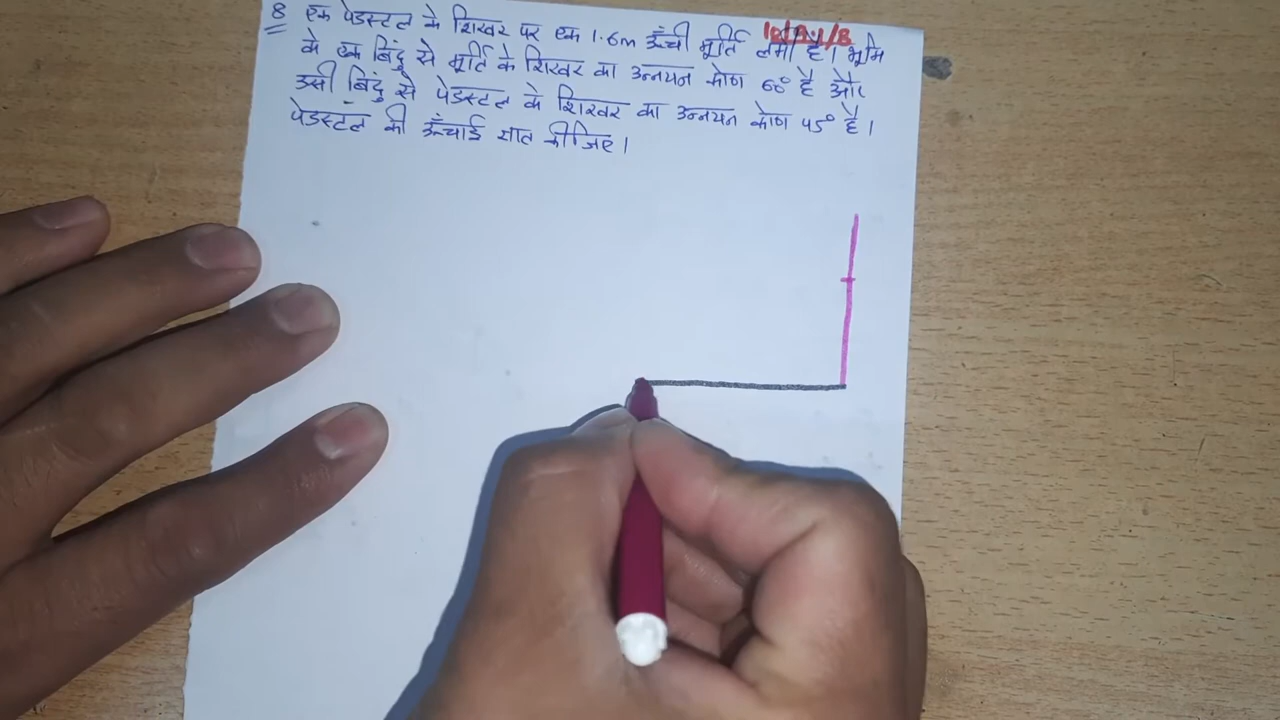 8 एक पेडस्टल के शिखर पर एक 1.6m ऊँची मूर्ति लगी है। भूमि
के एक बिंदु से मूर्ति के शिखर का उन्नयन कोण 60° है और
उसी बिंदु से पेडस्टल के शिखर का उन्नयन कोण 45° है।
पेडस्टल की ऊँचाई ज्ञात कीजिए।